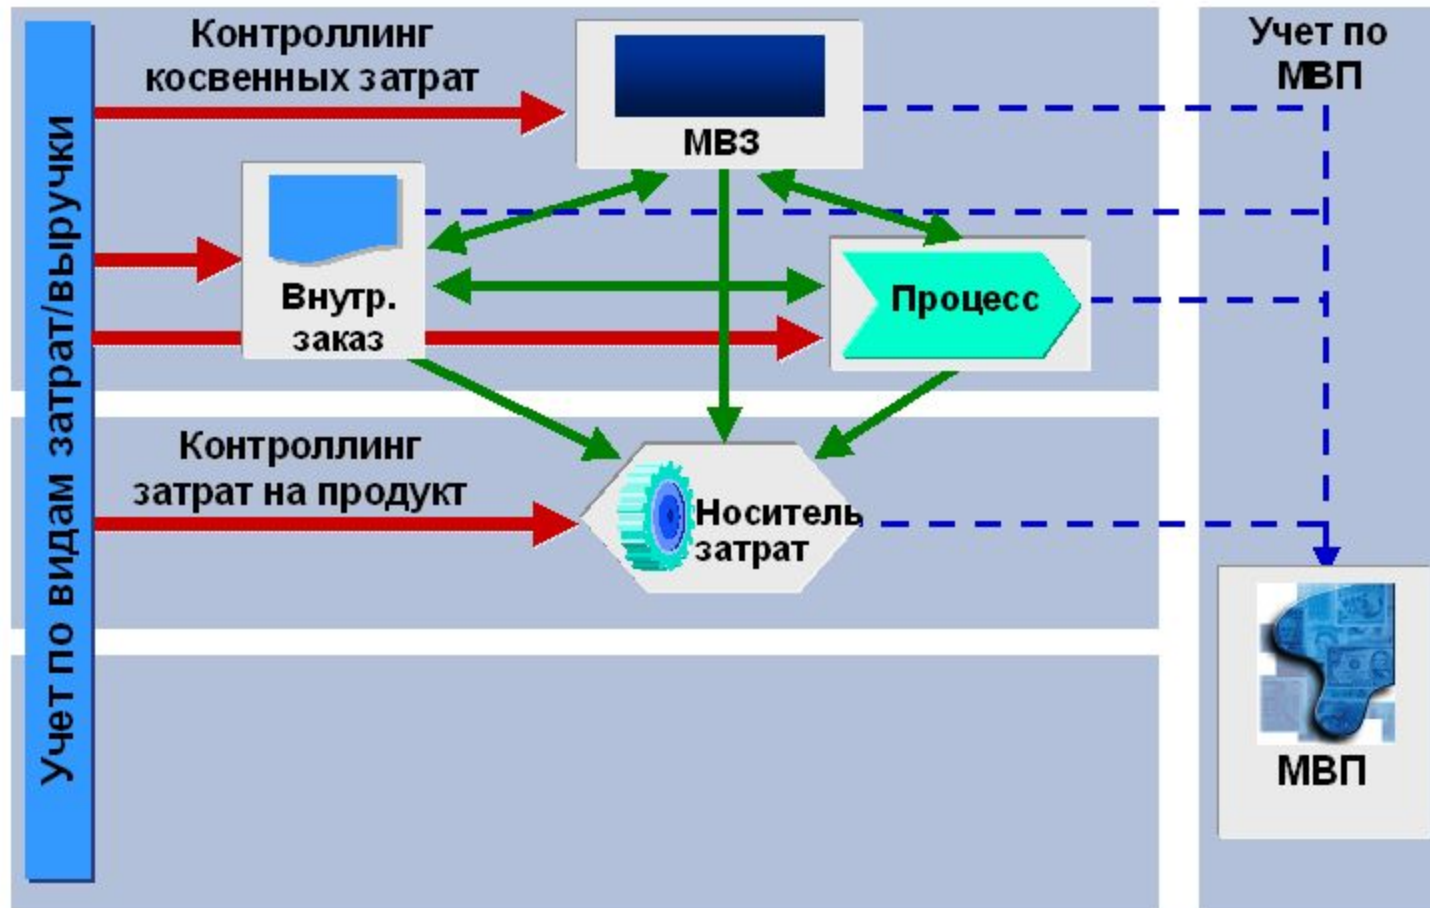 Учет по видам затрат/выручки
Контроллинг
косвенных затрат
МВЗ
Учет по
МВП
Внутр.
заказ
Процесс
Контроллинг
затрат на продукт
Носитель
затрат
МВП